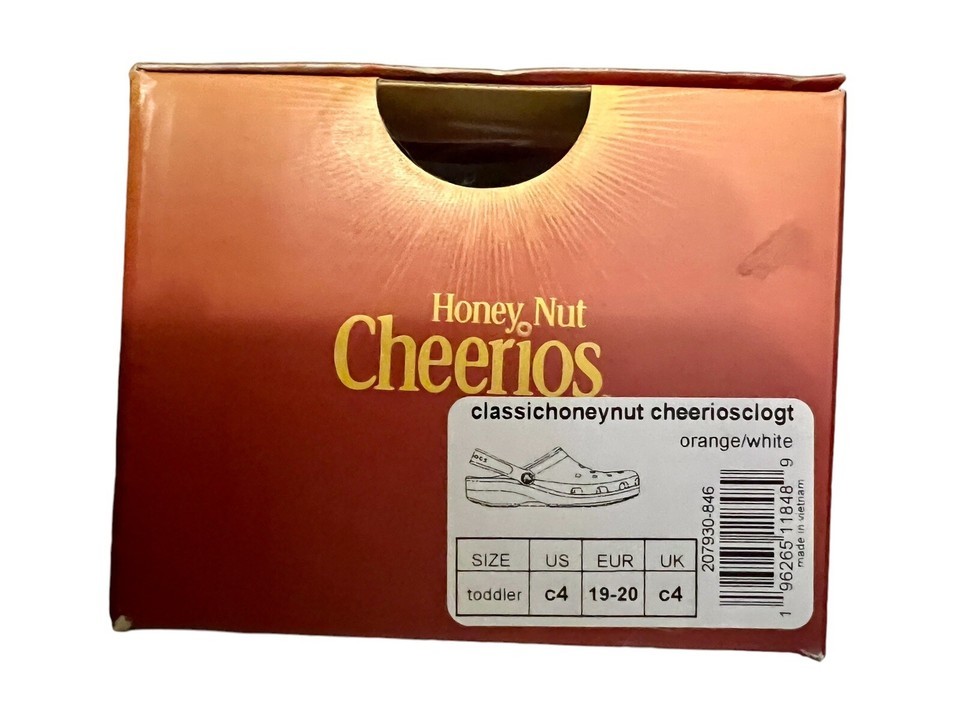 Honey Nut
Cheerios
classichoneynut cheeriosclogt
orange/white
SIZE US EUR UK
toddler c4 19-20 c4
207930-846
1 96265 11848 9
made in vietnam